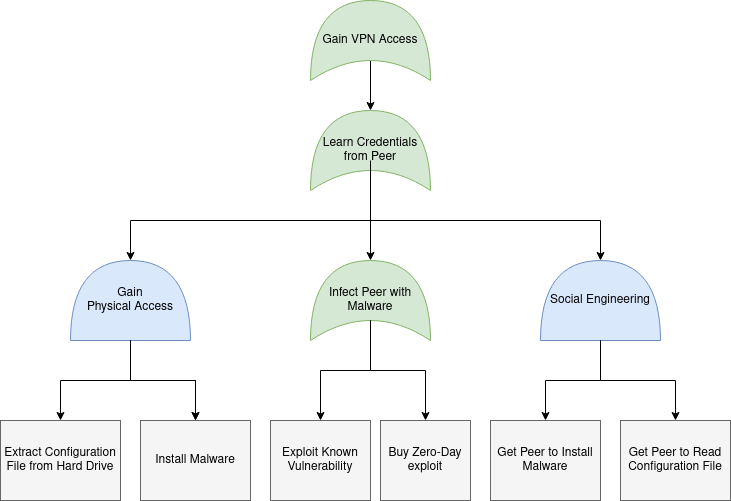 Gain VPN Access
Learn Credentials
from Peer
Gain
Physical Access
Infect Peer with
Malware
Social Engineering
Extract Configuration
File from Hard Drive
Install Malware
Exploit Known
Vulnerability
Buy Zero-Day
exploit
Get Peer to Install
Malware
Get Peer to Read
Configuration File